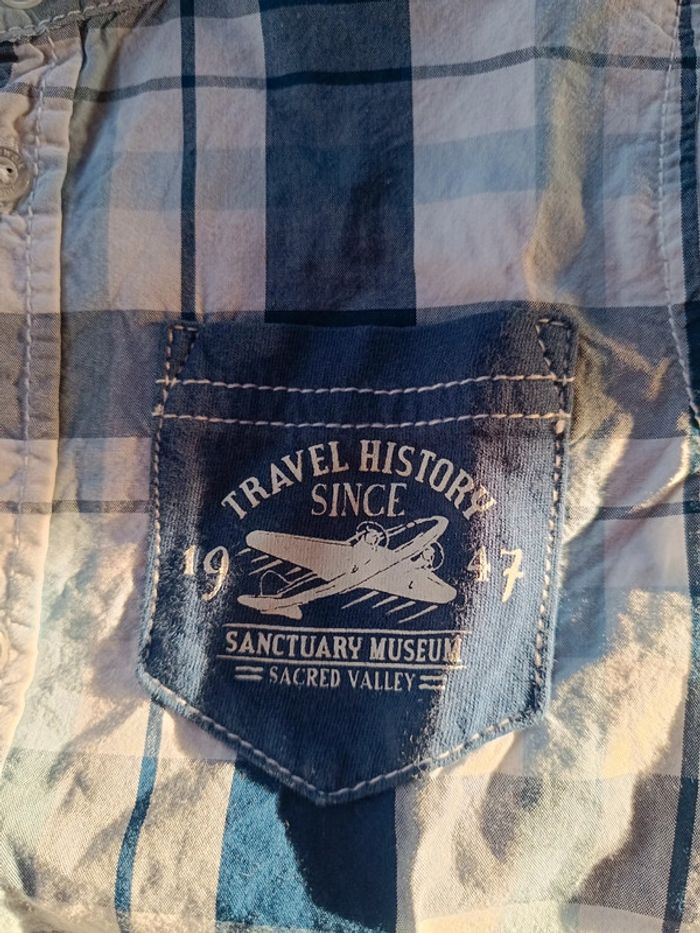 TRAVEL HISTORY
SINCE
19 47
SANCTUARY MUSEUM
SACRED VALLEY